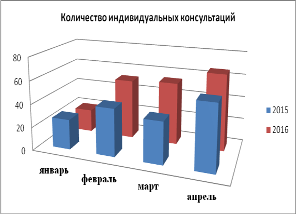 Количество индивидуальных консультаций
80
60
40
20
0
январь
февраль
март
апрель
2015
2016